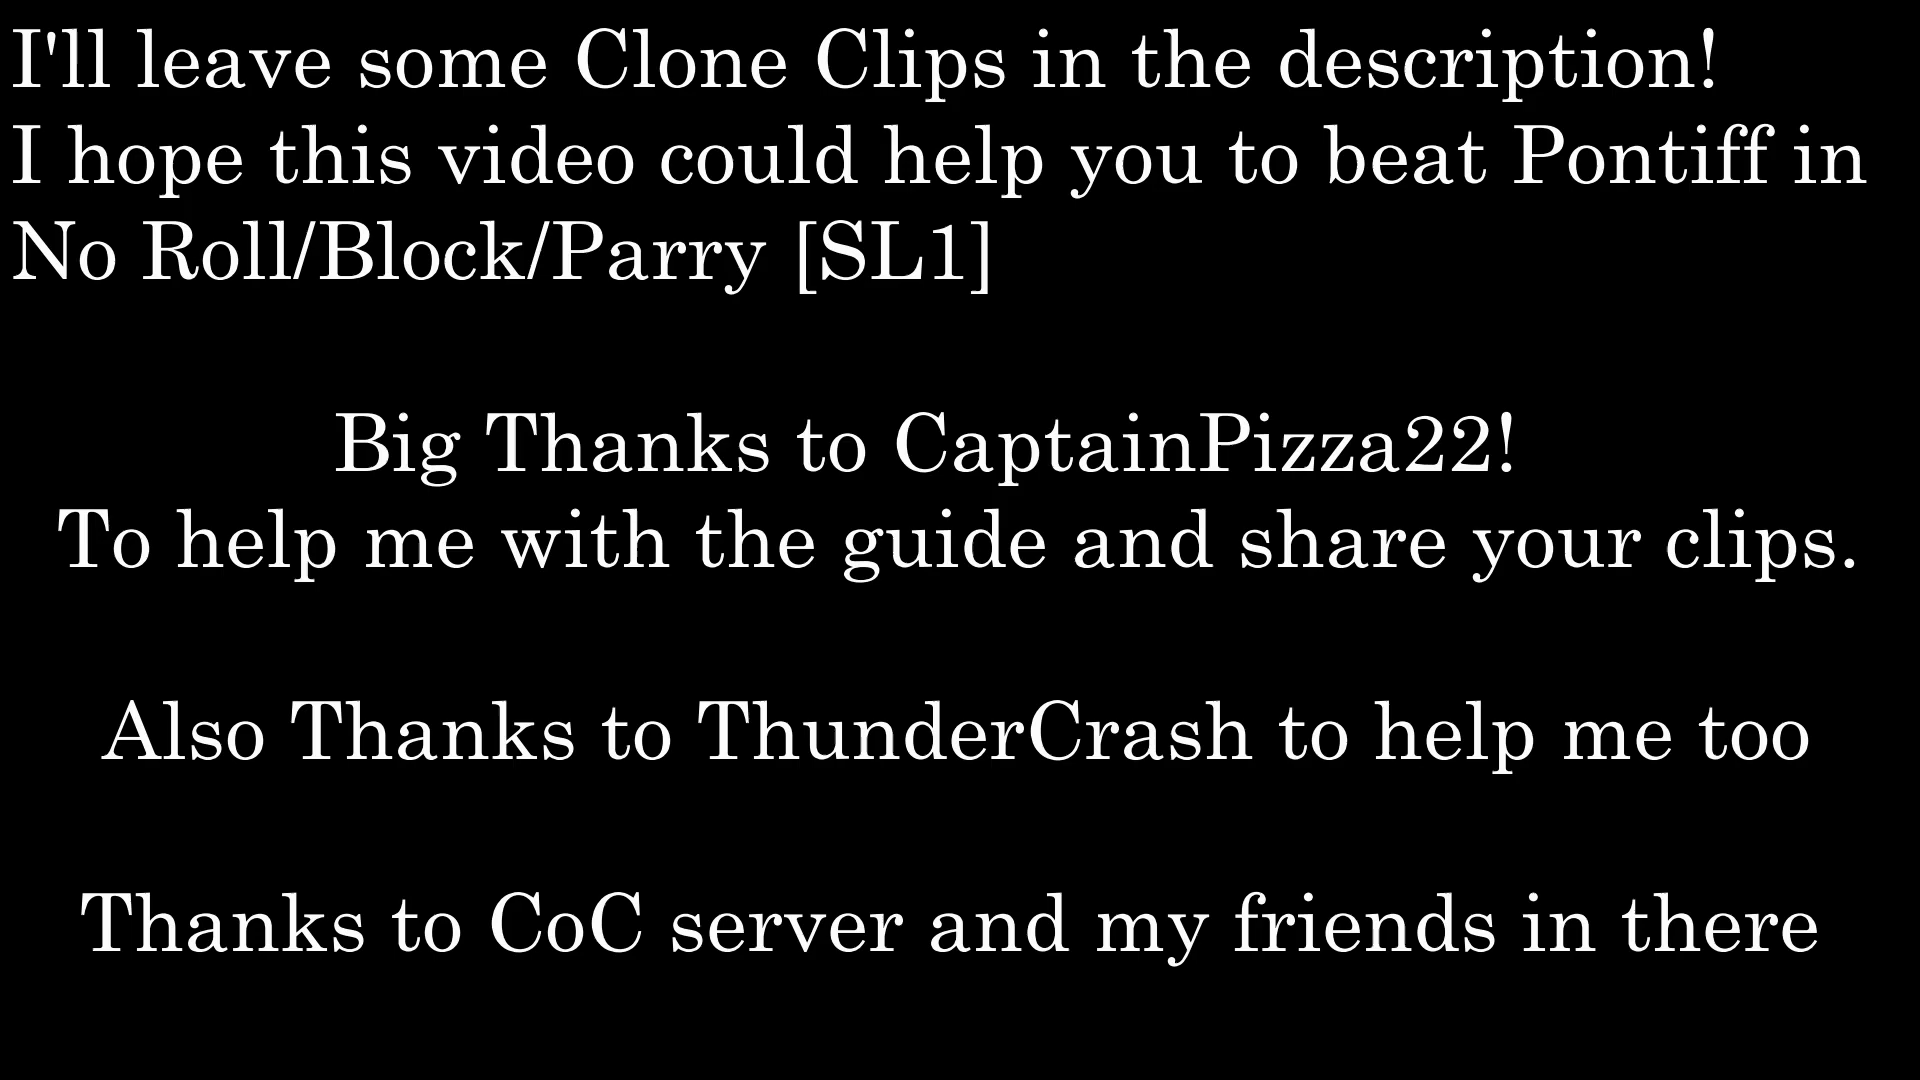 I'll leave some Clone Clips in the description!
I hope this video could help you to beat Pontiff in
No Roll/Block/Parry [SL1]
Big Thanks to CaptainPizza22!
To help me with the guide and share your clips.
Also Thanks to ThunderCrash to help me too
Thanks to CoC server and my friends in there